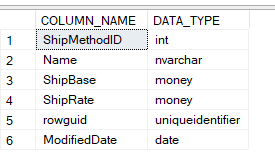 COLUMN_NAME DATA_TYPE
1 ShipMethodID int
2 Name nvarchar
3 ShipBase money
4 ShipRate money
5 rowguid uniqueidentifier
6 ModifiedDate date